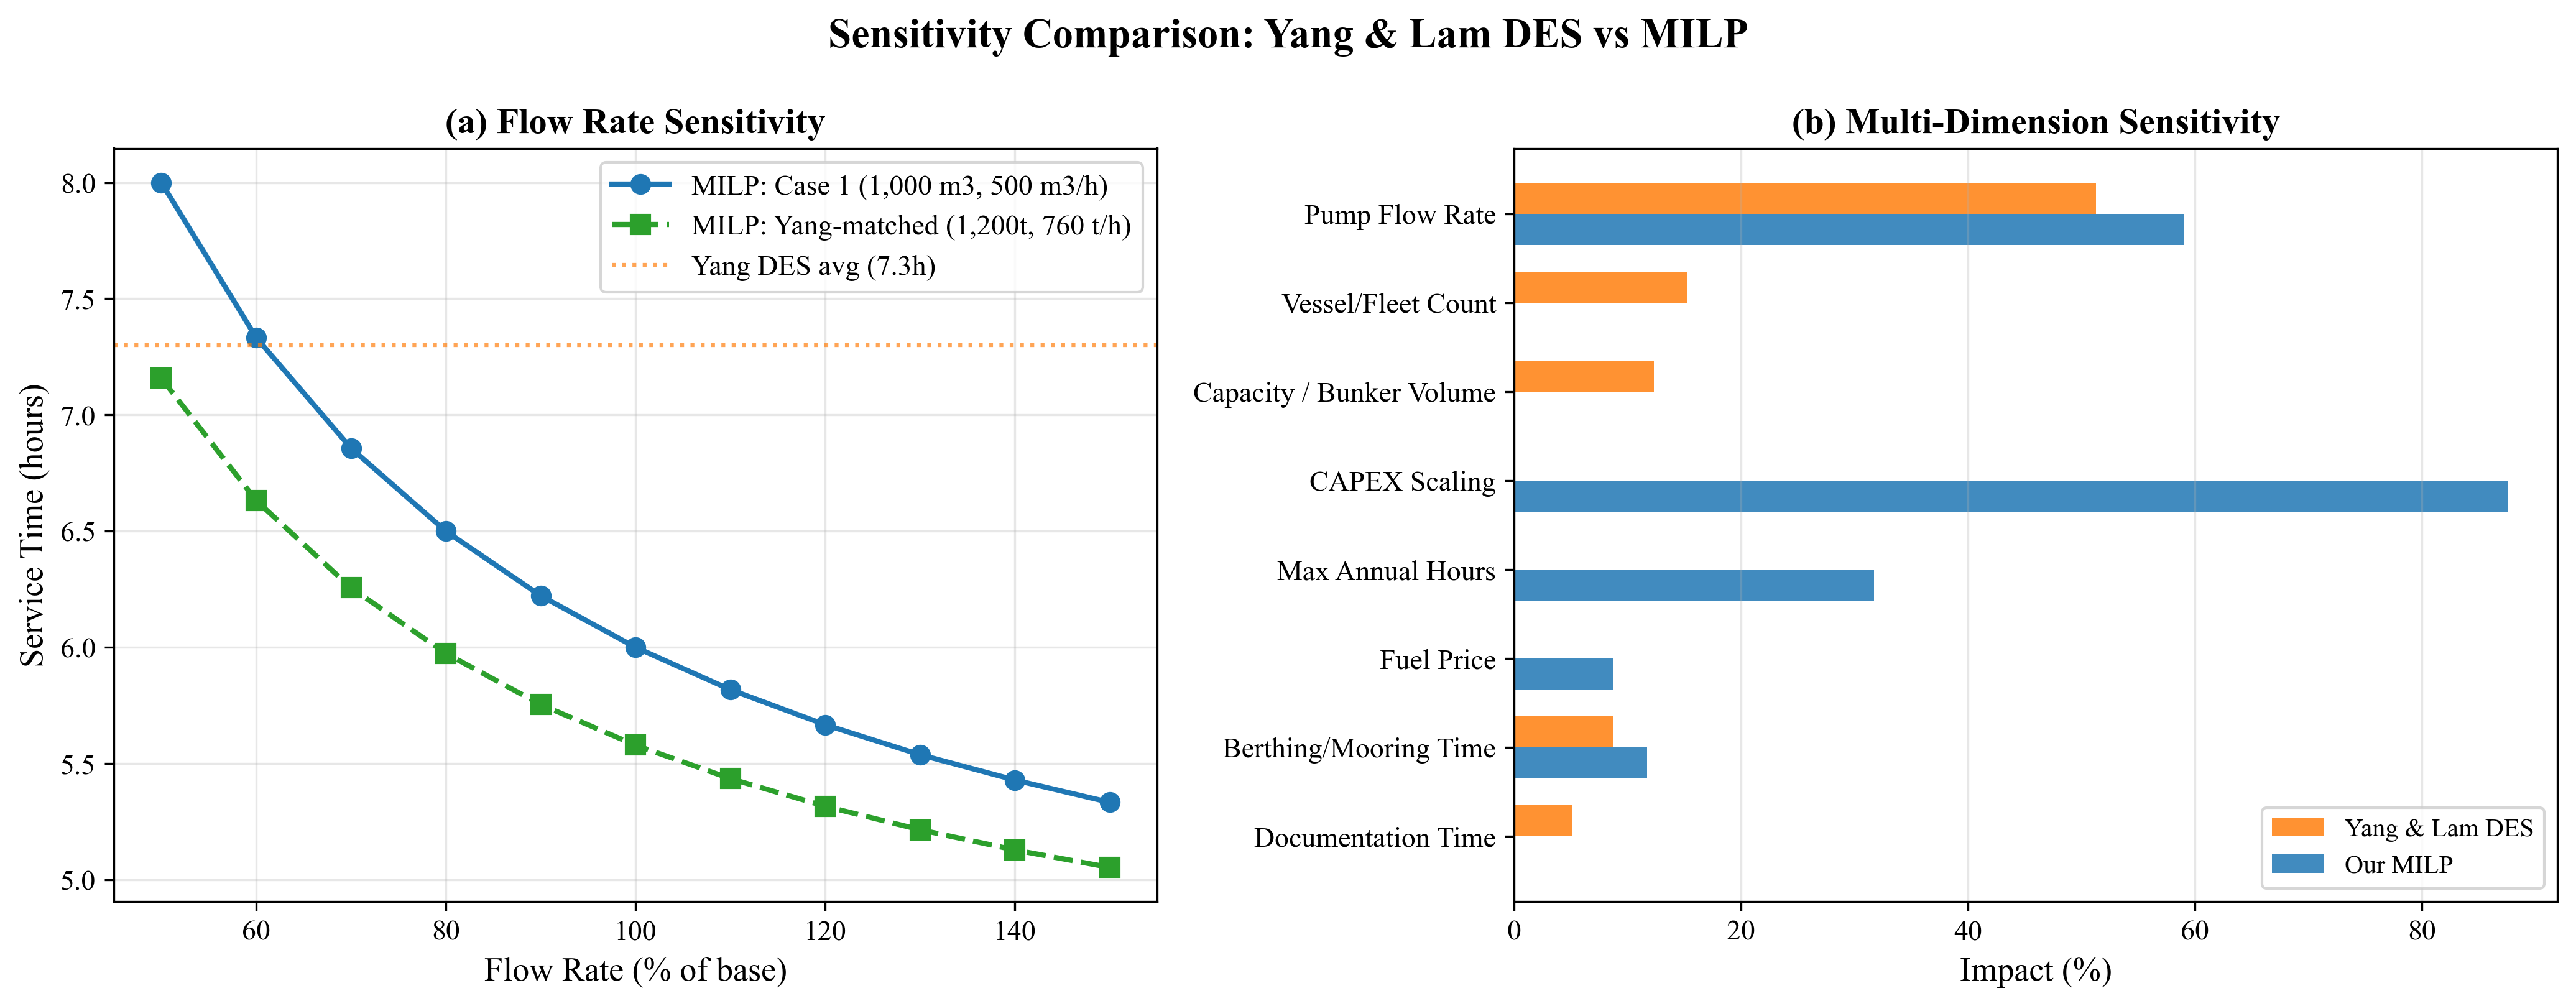 Sensitivity Comparison: Yang & Lam DES vs MILP
(a) Flow Rate Sensitivity
MILP: Case 1 (1,000 m3, 500 m3/h)
MILP: Yang-matched (1,200t, 760 t/h)
Yang DES avg (7.3h)
Service Time (hours)
8.0
7.5
7.0
6.5
6.0
5.5
5.0
60
80
100
120
140
Flow Rate (% of base)
(b) Multi-Dimension Sensitivity
Pump Flow Rate
Vessel/Fleet Count
Capacity / Bunker Volume
CAPEX Scaling
Max Annual Hours
Fuel Price
Berthing/Mooring Time
Documentation Time
Yang & Lam DES
Our MILP
0
20
40
60
80
Impact (%)